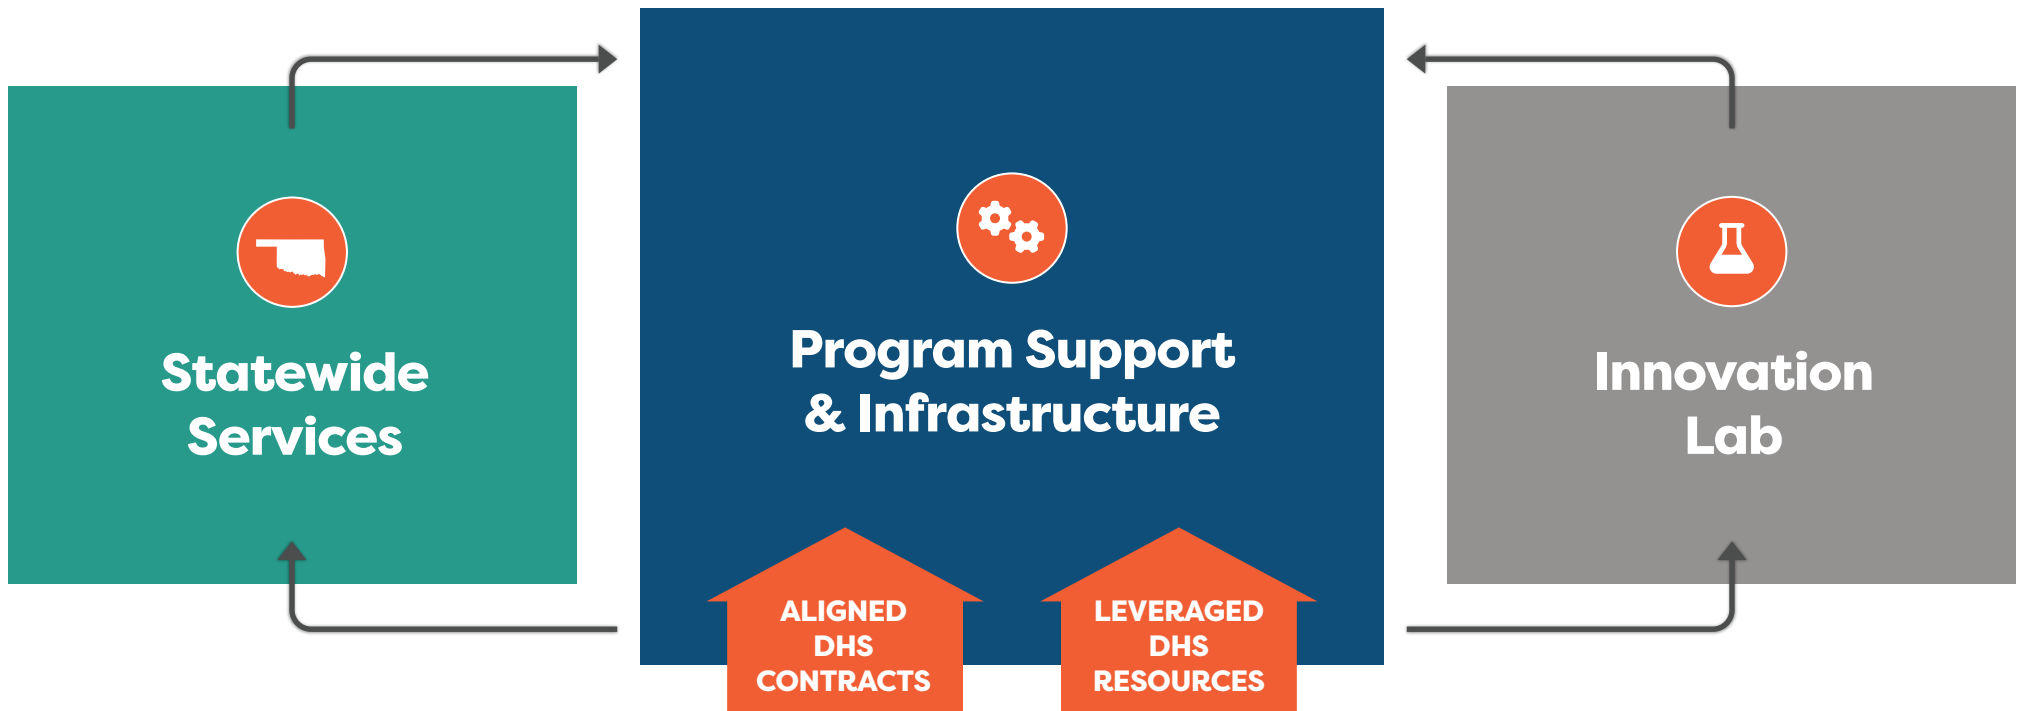 Statewide
Services
Program Support
& Infrastructure
Innovation
Lab
ALIGNED
DHS
CONTRACTS
LEVERAGED
DHS
RESOURCES